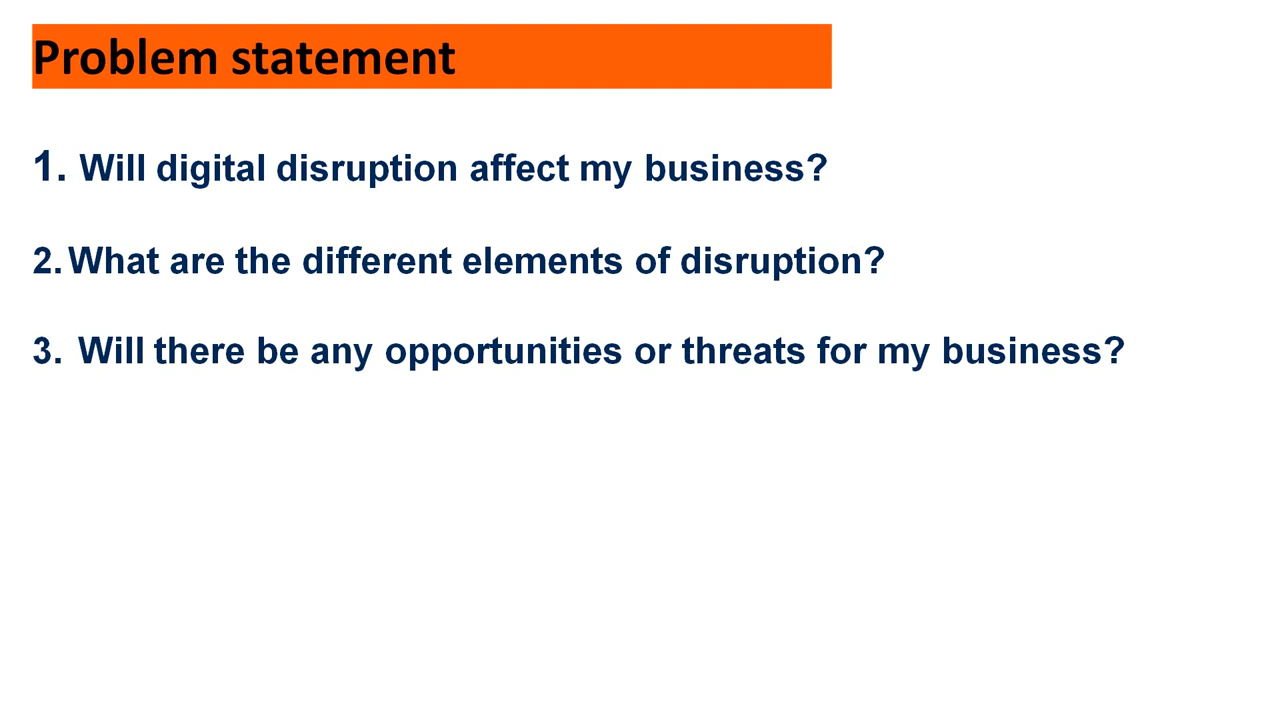 Problem statement
1. Will digital disruption affect my business?
2. What are the different elements of disruption?
3. Will there be any opportunities or threats for my business?